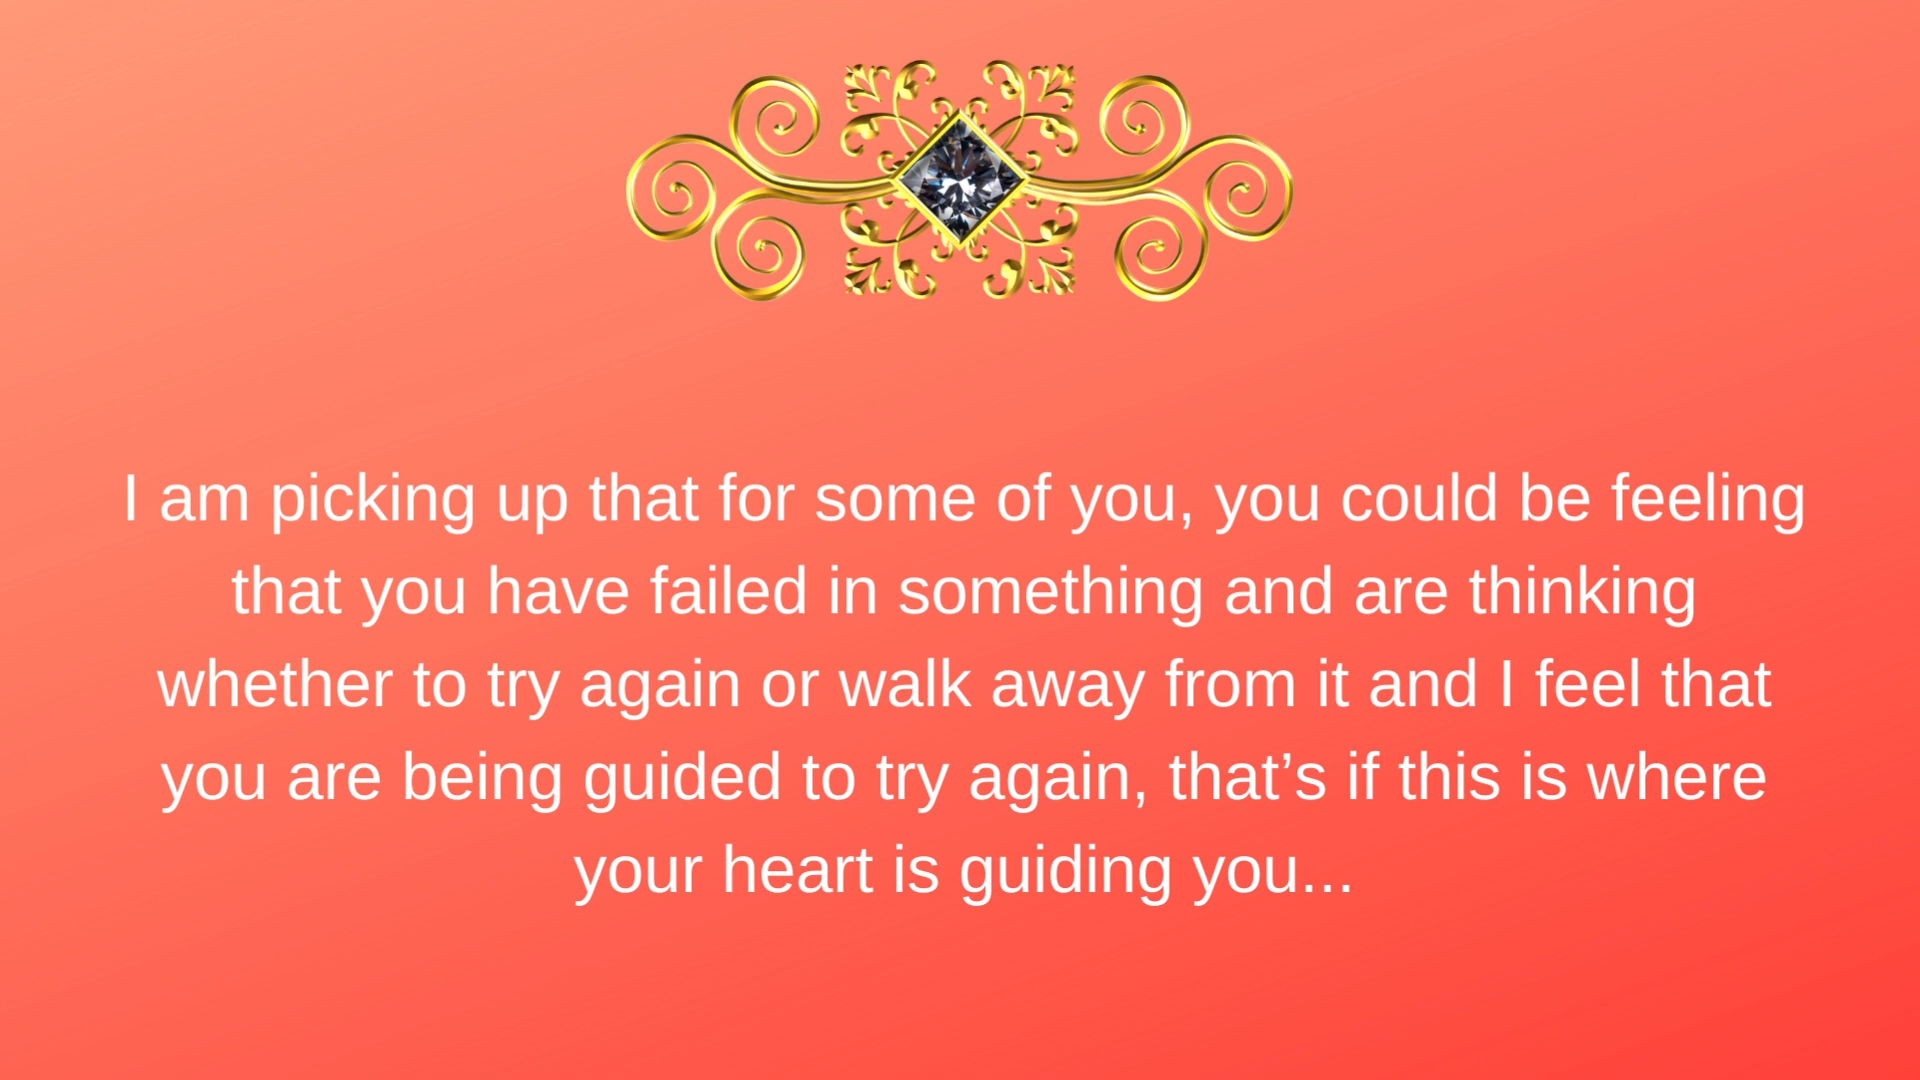 I am picking up that for some of you, you could be feeling
that you have failed in something and are thinking
whether to try again or walk away from it and I feel that
you are being guided to try again, that’s if this is where
your heart is guiding you...